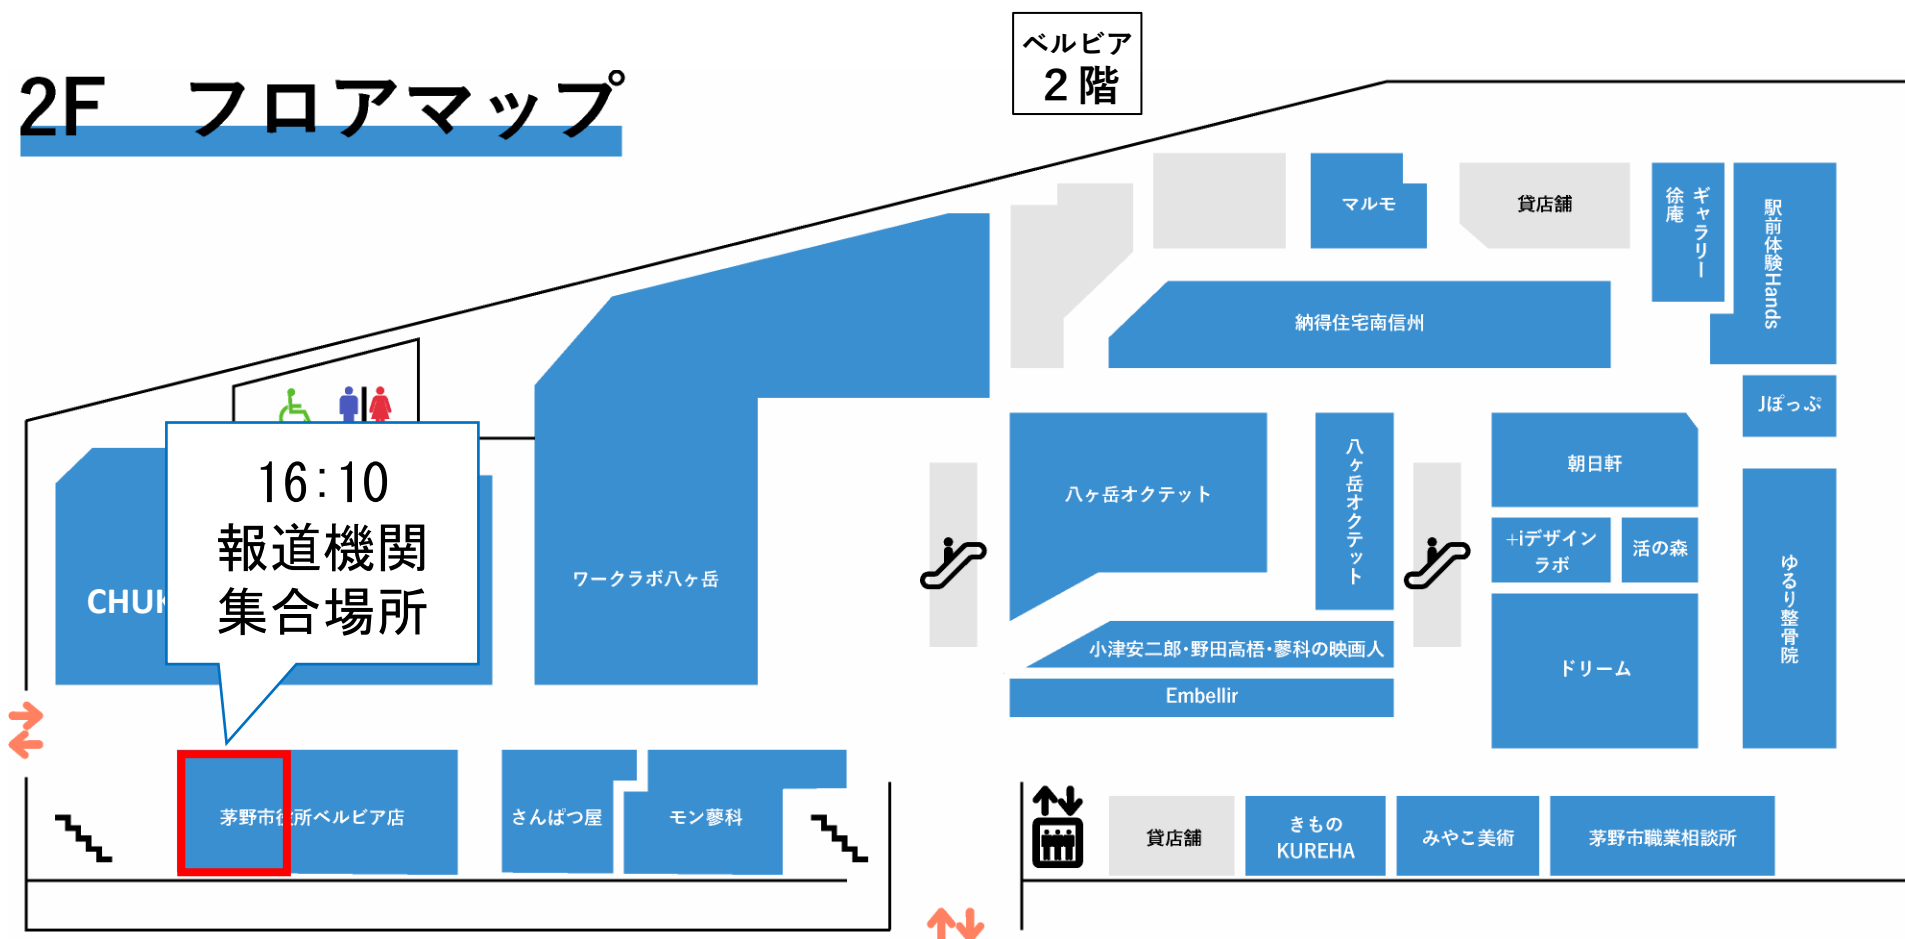 ベルビア
2階
2F フロアマップ
マルモ
貸店舗
ギャラリー
徐庵
駅前体験Hands
納得住宅南信州
Jぽっぷ
16:10
報道機関
集合場所
八ヶ岳オクテット
八ヶ岳オクテット
朝日軒
+iデザイン
ラボ
活の森
ワークラボ八ヶ岳
ゆるり整骨院
小津安二郎・野田高梧・蓼科の映画人
ドリーム
Embellir
茅野市役所ベルビア店
さんぱつ屋
モン蓼科
貸店舗
きもの
KUREHA
みやこ美術
茅野市職業相談所